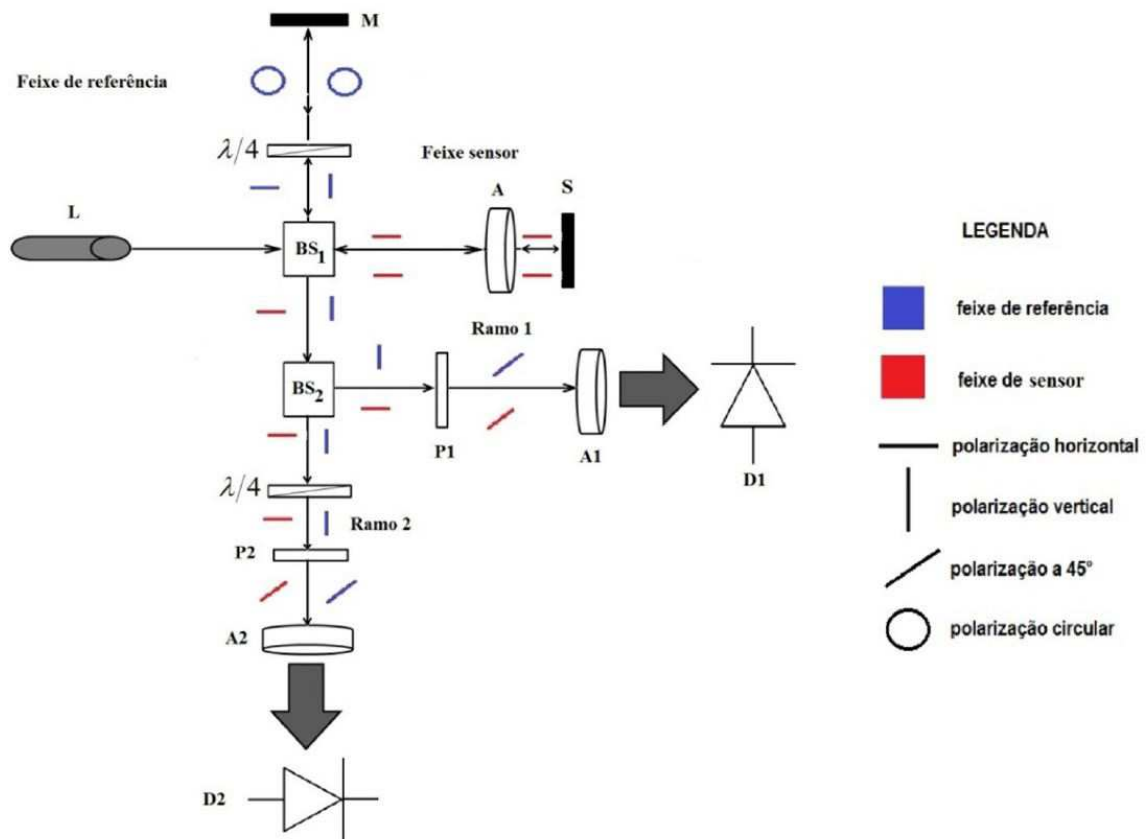 M
Feixe de referência
λ/4
Feixe sensor
A
S
L
BS1
LEGENDA
feixe de referência
Ramo 1
BS2
feixe de sensor
P1
A1
polarização horizontal
D1
λ/4
Ramo 2
polarização vertical
P2
polarização a 45°
A2
polarização circular
D2